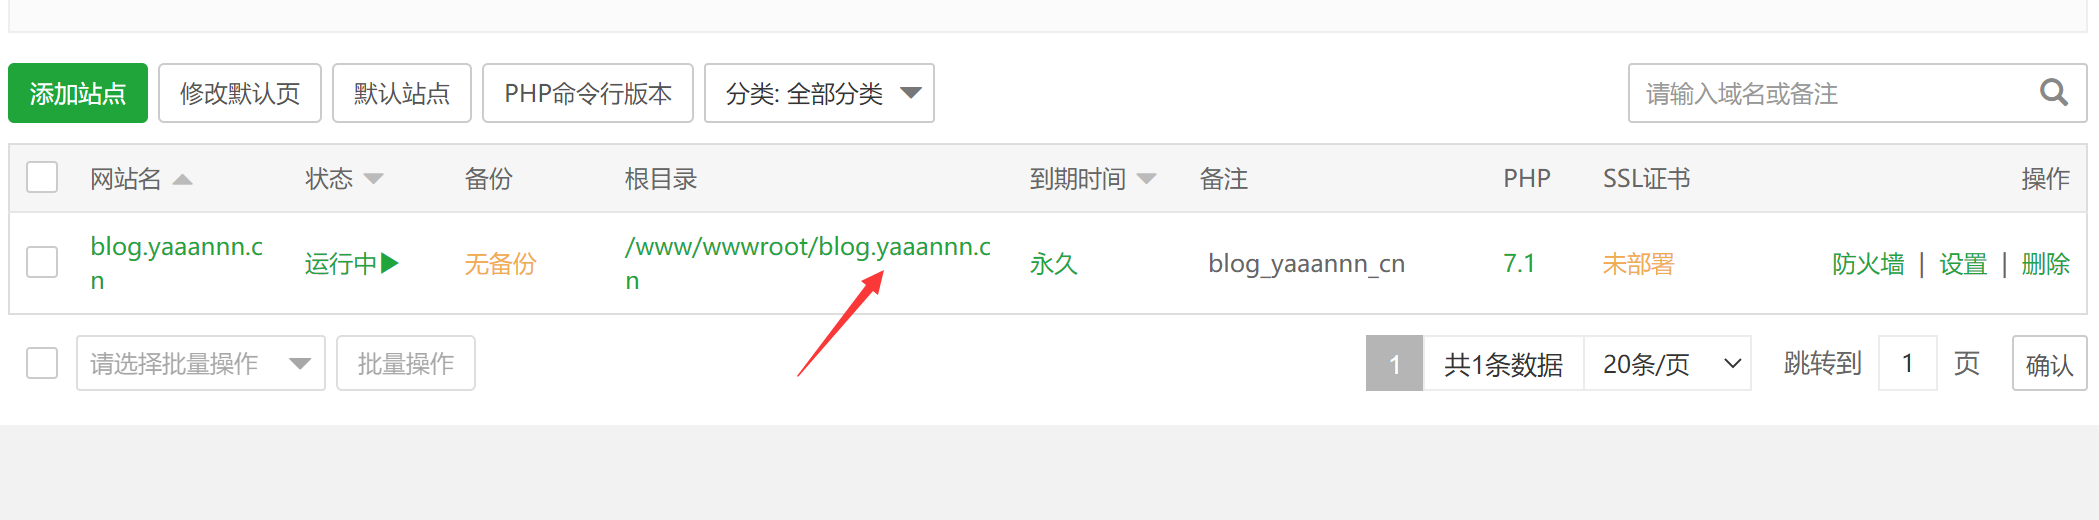 添加站点 修改默认页 默认站点 PHP命令行版本 分类: 全部分类 请输入域名或备注
网站名 状态 备份 根目录 到期时间 备注 PHP SSL证书 操作
blog.yaaannn.c
n 运行中 无备份 /www/wwwroot/blog.yaaannn.c
n 永久 blog_yaaannn_cn 7.1 未部署 防火墙 | 设置 | 删除
请选择批量操作 批量操作 1 共1条数据 20条/页 跳转到 1 页 确认